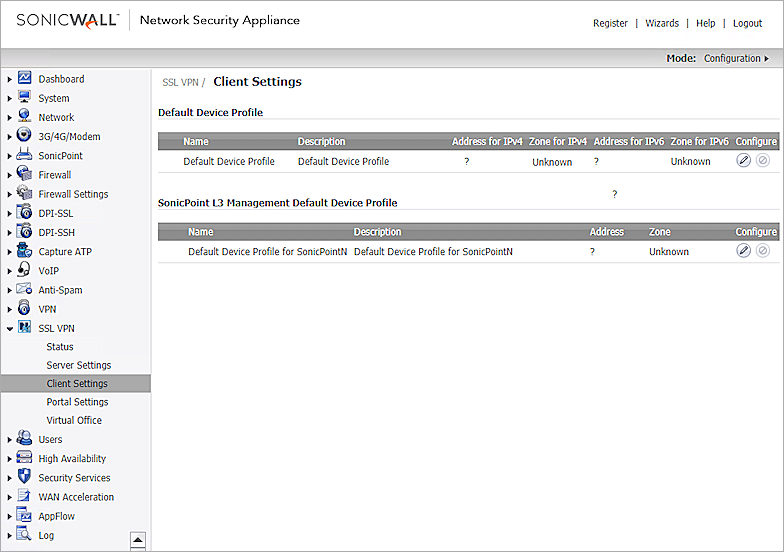 SONICWALL Network Security Appliance
Register | Wizards | Help | Logout
Mode: Configuration
Dashboard
System
Network
3G/4G/Modem
SonicPoint
Firewall
Firewall Settings
DPI-SSL
DPI-SSH
Capture ATP
VoIP
Anti-Spam
VPN
SSL VPN
Status
Server Settings
Client Settings
Portal Settings
Virtual Office
Users
High Availability
Security Services
WAN Acceleration
AppFlow
Log
SSL VPN / Client Settings
Default Device Profile
Name Description Address for IPv4 Zone for IPv4 Address for IPv6 Zone for IPv6 Configure
Default Device Profile Default Device Profile ? Unknown ? Unknown
?
SonicPoint L3 Management Default Device Profile
Name Description Address Zone Configure
Default Device Profile for SonicPointN Default Device Profile for SonicPointN ? Unknown